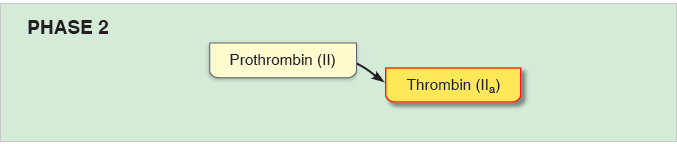 PHASE 2
Prothrombin (II)
Thrombin (IIa)